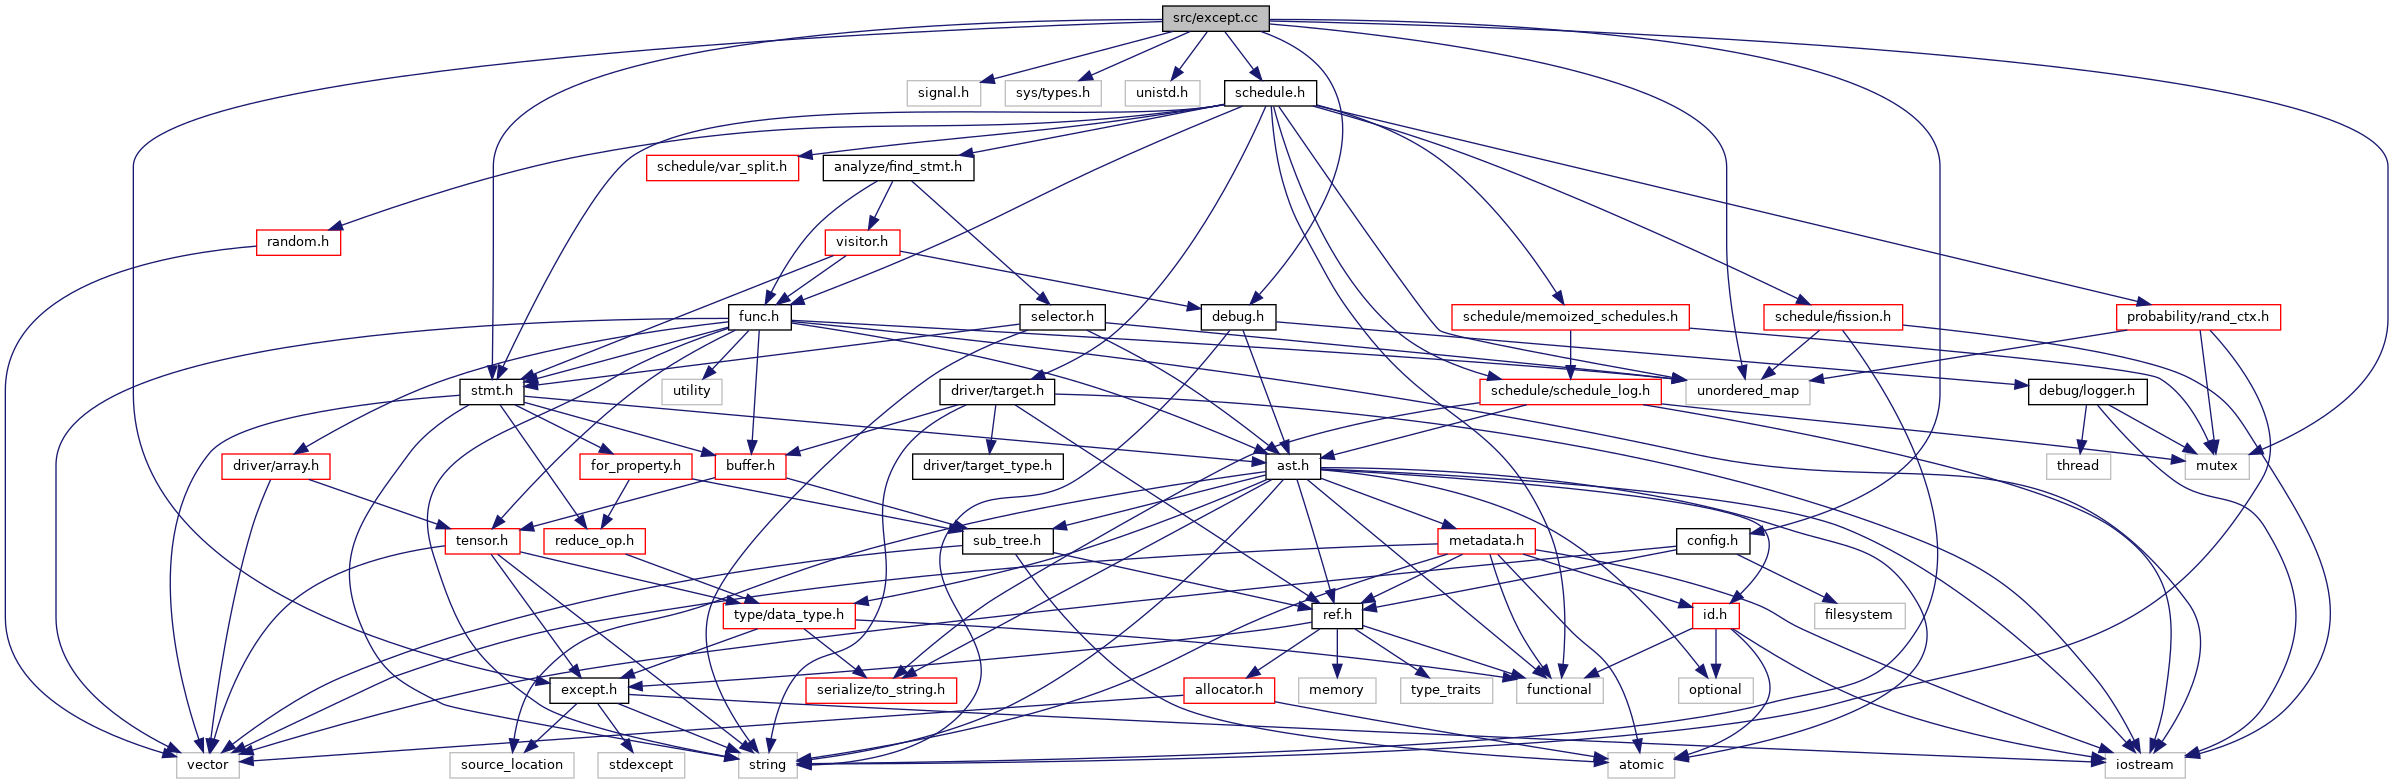 src/except.cc
signal.h
sys/types.h
unistd.h
schedule.h
schedule/var_split.h
analyze/find_stmt.h
random.h
visitor.h
func.h
selector.h
debug.h
schedule/memoized_schedules.h
schedule/fission.h
probability/rand_ctx.h
stmt.h
utility
driver/target.h
schedule/schedule_log.h
unordered_map
debug/logger.h
driver/array.h
for_property.h
buffer.h
driver/target_type.h
ast.h
thread
mutex
tensor.h
reduce_op.h
sub_tree.h
metadata.h
config.h
type/data_type.h
ref.h
id.h
filesystem
except.h
serialize/to_string.h
allocator.h
memory
type_traits
functional
optional
vector
source_location
stdexcept
string
atomic
iostream